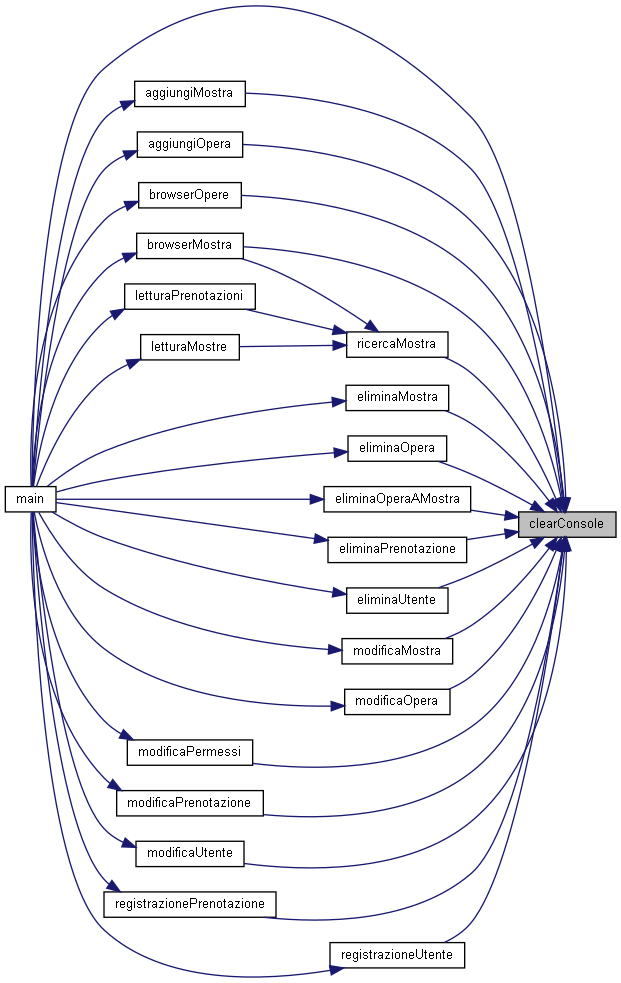 aggiungiMostra
aggiungiOpera
browserOpere
browserMostra
letturaPrenotazioni
letturaMostre
ricercaMostra
eliminaMostra
eliminaOpera
main
eliminaOperaAMostra
clearConsole
eliminaPrenotazione
eliminaUtente
modificaMostra
modificaOpera
modificaPermessi
modificaPrenotazione
modificaUtente
registrazionePrenotazione
registrazioneUtente